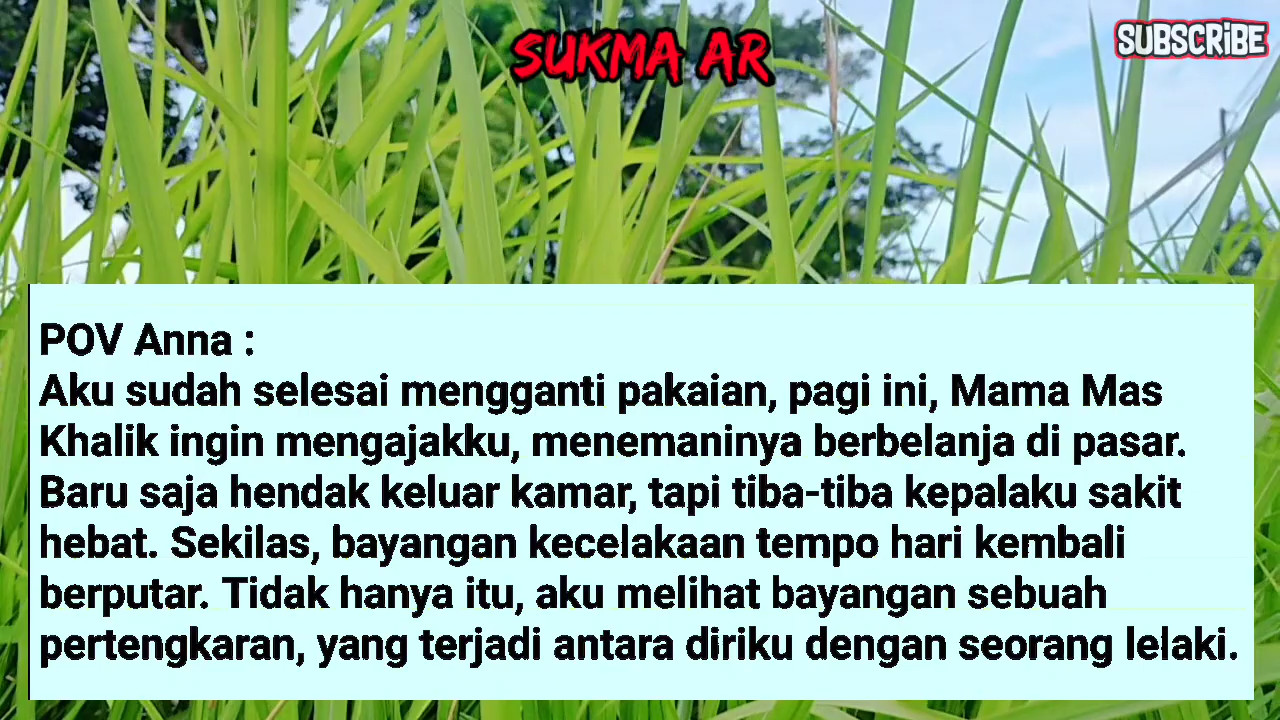 SUKMA AR
SUBSCRiBE
POV Anna :
Aku sudah selesai mengganti pakaian, pagi ini, Mama Mas
Khalik ingin mengajakku, menemaninya berbelanja di pasar.
Baru saja hendak keluar kamar, tapi tiba-tiba kepalaku sakit
hebat. Sekilas, bayangan kecelakaan tempo hari kembali
berputar. Tidak hanya itu, aku melihat bayangan sebuah
pertengkaran, yang terjadi antara diriku dengan seorang lelaki.